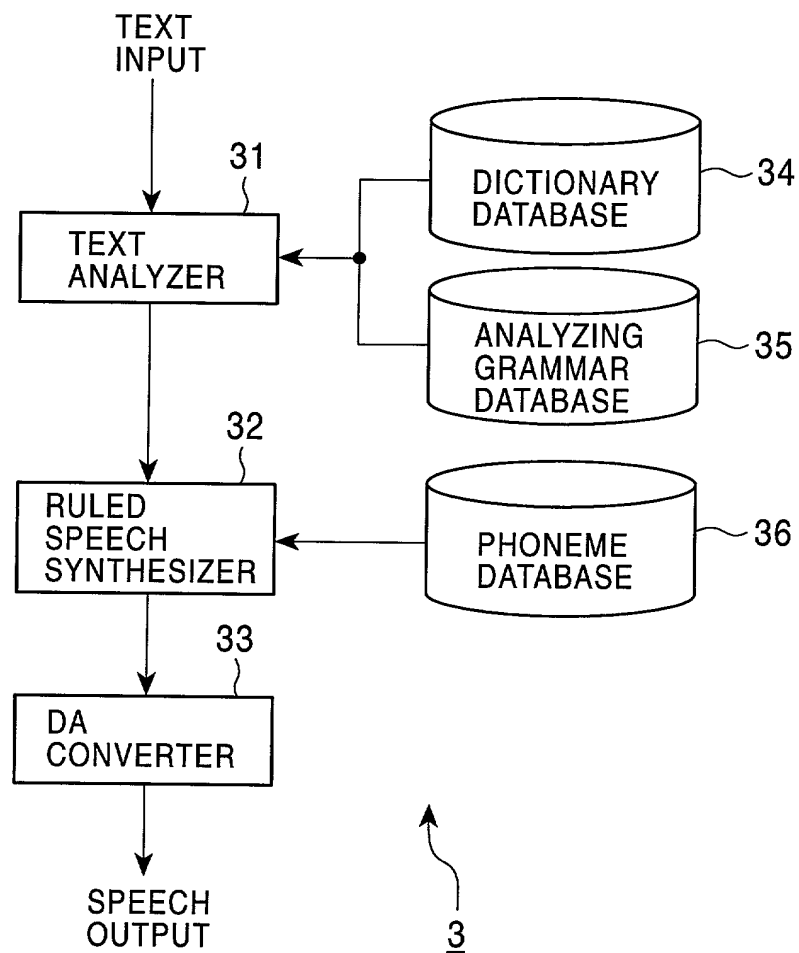 TEXT
INPUT
31
TEXT
ANALYZER
DICTIONARY
DATABASE
34
ANALYZING
GRAMMAR
DATABASE
35
32
RULED
SPEECH
SYNTHESIZER
PHONEME
DATABASE
36
33
DA
CONVERTER
SPEECH
OUTPUT
3